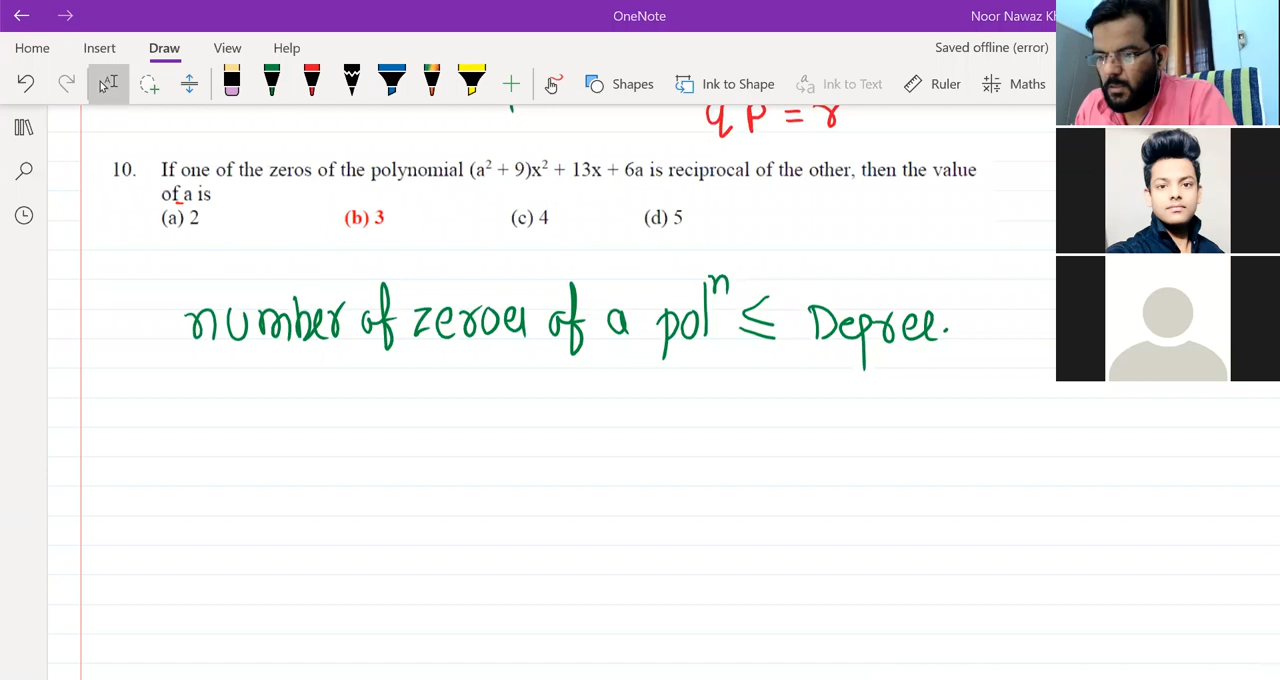 OneNote
Noor Nawaz Kh
Home Insert Draw View Help
Saved offline (error)
Shapes Ink to Shape Ink to Text Ruler Maths
q p = r
10. If one of the zeros of the polynomial (a² + 9)x² + 13x + 6a is reciprocal of the other, then the value
of a is
(a) 2 (b) 3 (c) 4 (d) 5
number of zeroes of a polⁿ ≤ Degree.